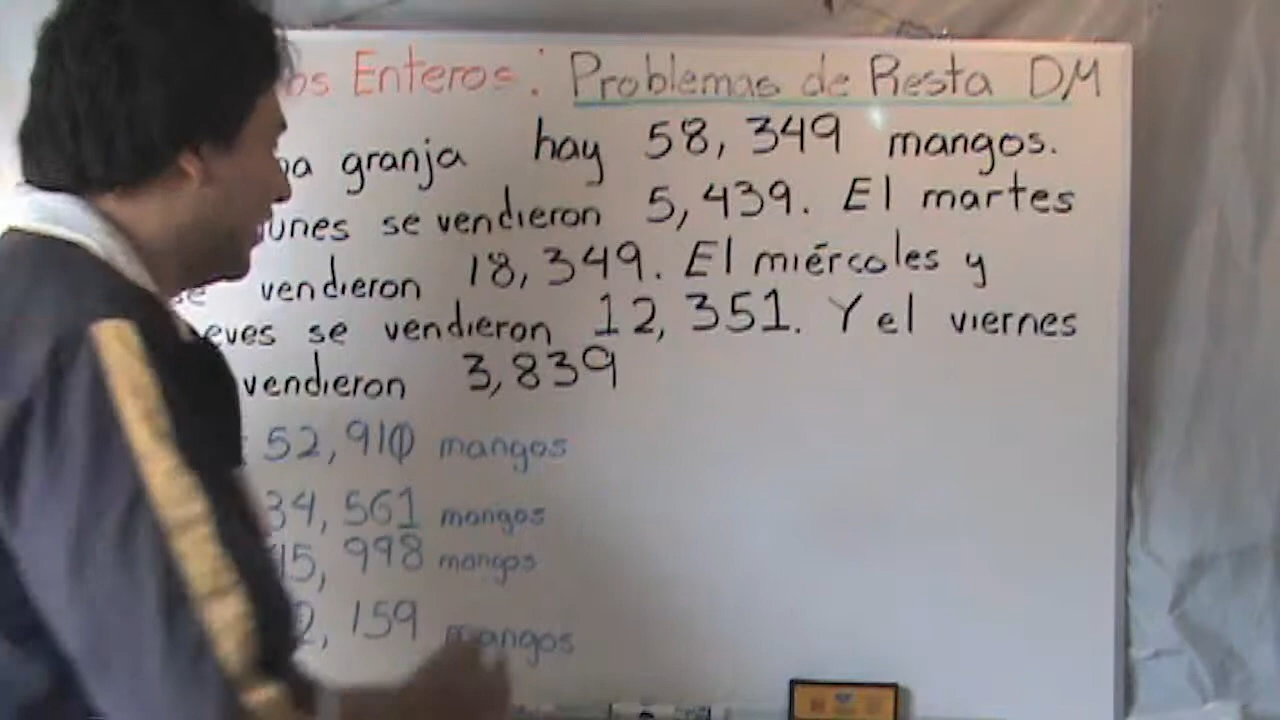 Enteros: Problemas de Resta DM
granja hay 58,349 mangos.
se vendieron 5,439. El martes
se vendieron 18,349. El miércoles y
se vendieron 12,351. Y el viernes
vendieron 3,839
52,910 mangos
34,561 mangos
15,998 mangos
2,159 mangos